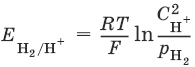 E_{H_2/H^+} = \frac{RT}{F} \ln \frac{C_{H^+}^2}{p_{H_2}}